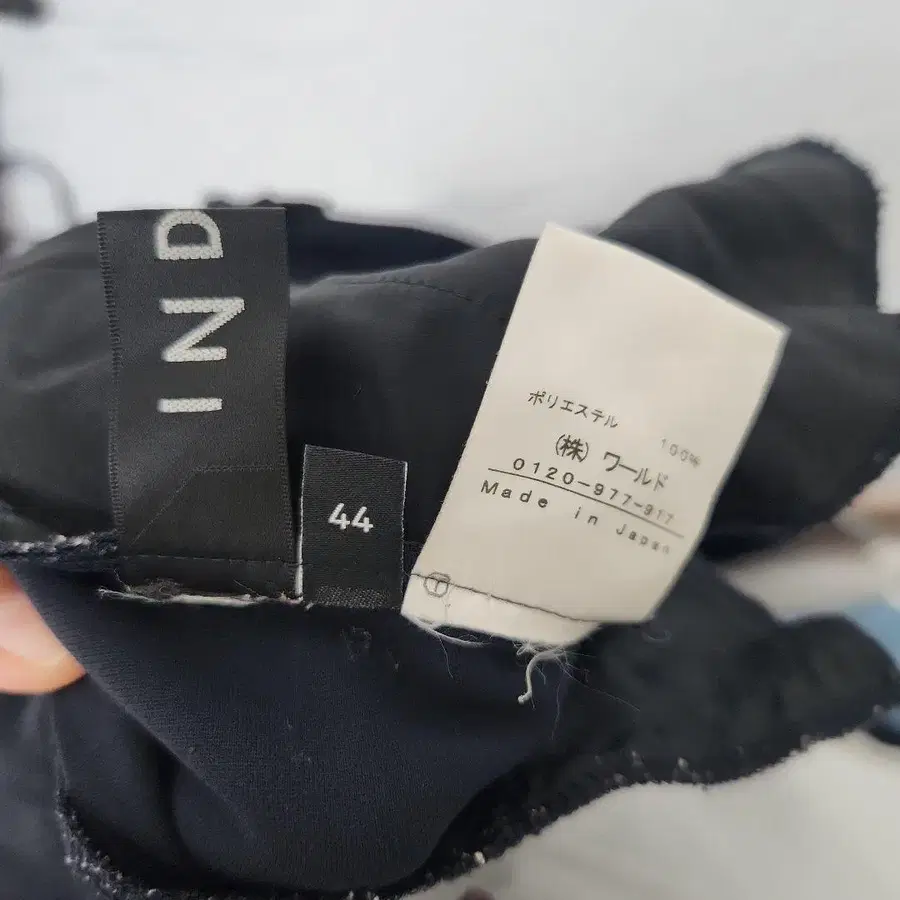 IND
44
ポリエステル 100%
(株) ワールド
0120-977-917
Made in Japan
T